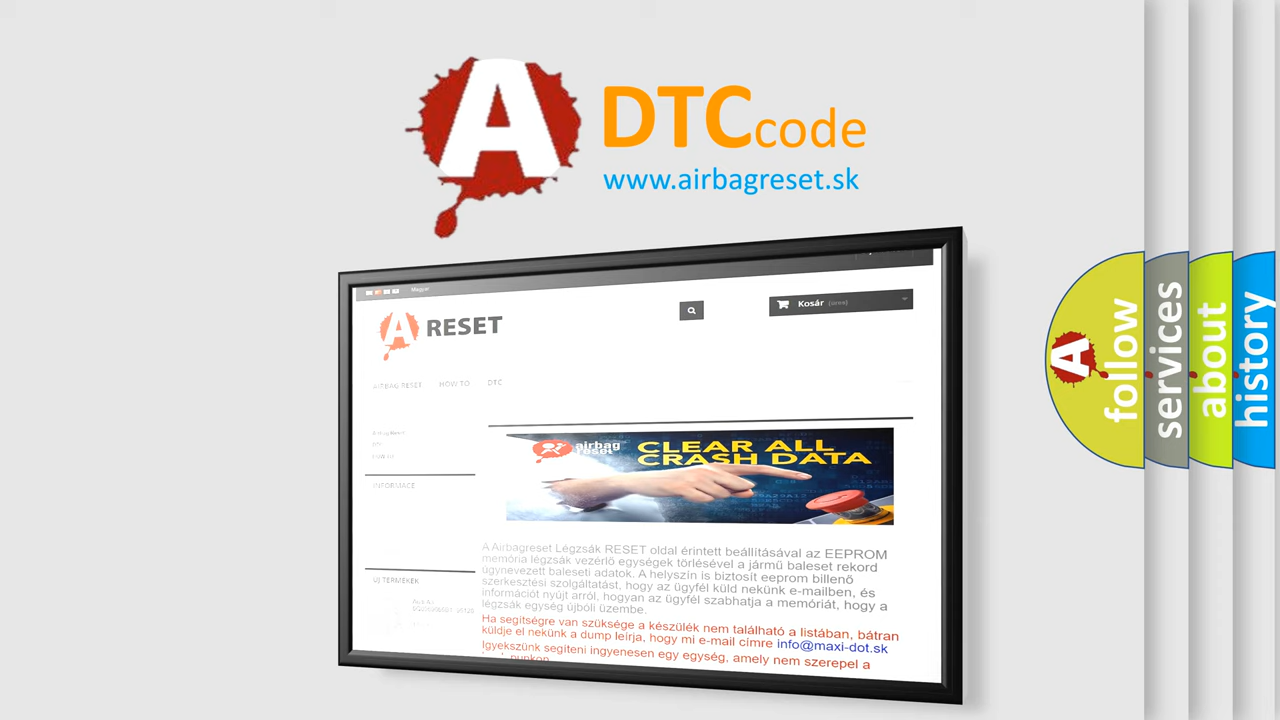 A DTCcode
www.airbagreset.sk
Magyar
Kosár (üres)
A RESET
AIRBAG RESET HOW TO DTC
INFORMACE
airbag
reset
CLEAR ALL
CRASH DATA
A Airbagreset Légzsák RESET oldal érintett beállításával az EEPROM
memória légzsák vezérlő egységek törlésével a jármű baleset rekord
úgynevezett baleseti adatok. A helyszín is biztosít eeprom billenő
szerkesztési szolgáltatást, hogy az ügyfél küld nekünk e-mailben, és
információt nyújt arról, hogyan az ügyfél szabhatja a memóriát, hogy a
légzsák egység újbóli üzembe.
Ha segítségre van szüksége a készülék nem található a listában, bátran
küldje el nekünk a dump leírja, hogy mi e-mail címre info@maxi-dot.sk
Igyekszünk segíteni ingyenesen egy egység, amely nem szerepel a
ÚJ TERMÉKEK
A follow
services
about
history